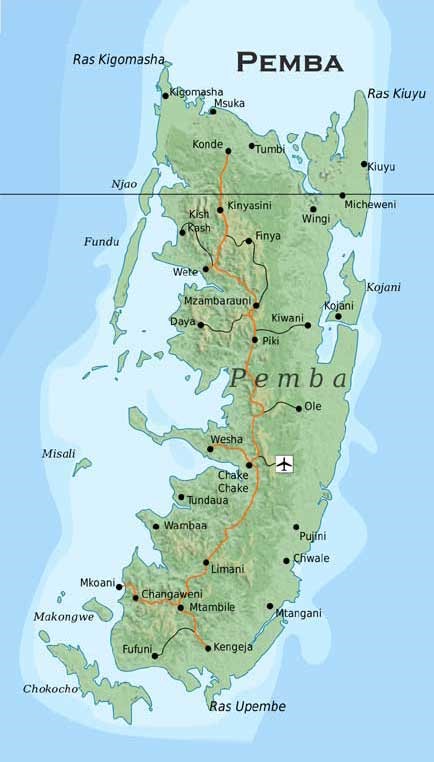 PEMBA
Ras Kigomasha
Ras Kiuyu
Kigomasha
Msuka
Konde
Tumbi
Kiuyu
Njao
Micheweni
Kinyasini
Wingi
Kish
Kash
Fundu
Finya
Wete
Kojani
Mzambarauni
Kojani
Daya
Kiwani
Piki
Pemba
Ole
Wesha
Misali
Chake
Chake
Tundaua
Wambaa
Pujini
Chwale
Limani
Mkoani
Changaweni
Mtambile
Mtangani
Makongwe
Fufuni
Kengeja
Chokocho
Ras Upembe